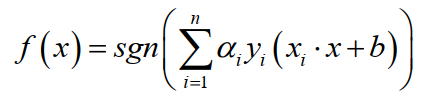 f(x) = sgn(∑_{i=1}^{n} α_i y_i (x_i · x + b))